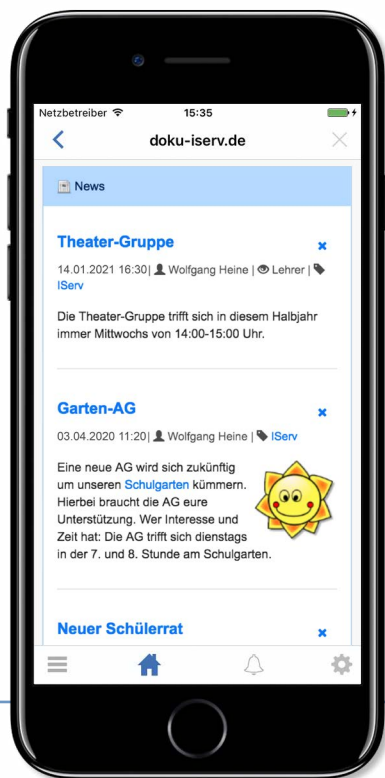 Netzbetreiber 15:35
doku-iserv.de
News
Theater-Gruppe
14.01.2021 16:30| Wolfgang Heine | Lehrer |
IServ
Die Theater-Gruppe trifft sich in diesem Halbjahr
immer Mittwochs von 14:00-15:00 Uhr.
Garten-AG
03.04.2020 11:20| Wolfgang Heine | IServ
Eine neue AG wird sich zukünftig
um unseren Schulgarten kümmern.
Hierbei braucht die AG eure
Unterstützung. Wer Interesse und
Zeit hat: Die AG trifft sich dienstags
in der 7. und 8. Stunde am Schulgarten.
Neuer Schülerrat